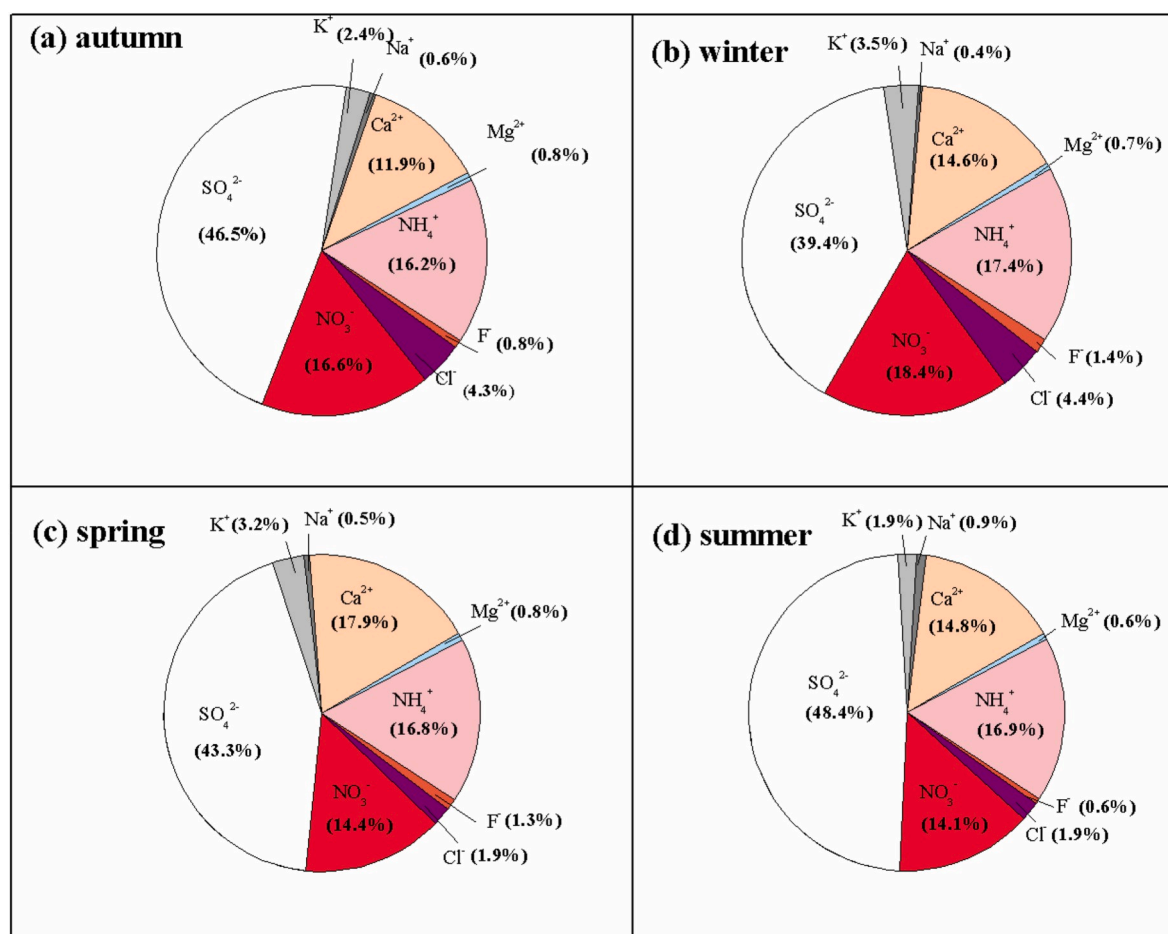 (a) autumn
K⁺ (2.4%)
Na⁺ (0.6%)
Ca²⁺
(11.9%)
Mg²⁺
(0.8%)
NH₄⁺
(16.2%)
F⁻ (0.8%)
Cl⁻
(4.3%)
NO₃⁻
(16.6%)
SO₄²⁻
(46.5%)
(b) winter
K⁺ (3.5%)
Na⁺ (0.4%)
Ca²⁺
(14.6%)
Mg²⁺ (0.7%)
NH₄⁺
(17.4%)
F⁻ (1.4%)
Cl⁻ (4.4%)
NO₃⁻
(18.4%)
SO₄²⁻
(39.4%)
(c) spring
K⁺ (3.2%)
Na⁺ (0.5%)
Ca²⁺
(17.9%)
Mg²⁺ (0.8%)
NH₄⁺
(16.8%)
F⁻ (1.3%)
Cl⁻ (1.9%)
NO₃⁻
(14.4%)
SO₄²⁻
(43.3%)
(d) summer
K⁺ (1.9%)
Na⁺ (0.9%)
Ca²⁺
(14.8%)
Mg²⁺ (0.6%)
NH₄⁺
(16.9%)
F⁻ (0.6%)
Cl⁻ (1.9%)
NO₃⁻
(14.1%)
SO₄²⁻
(48.4%)